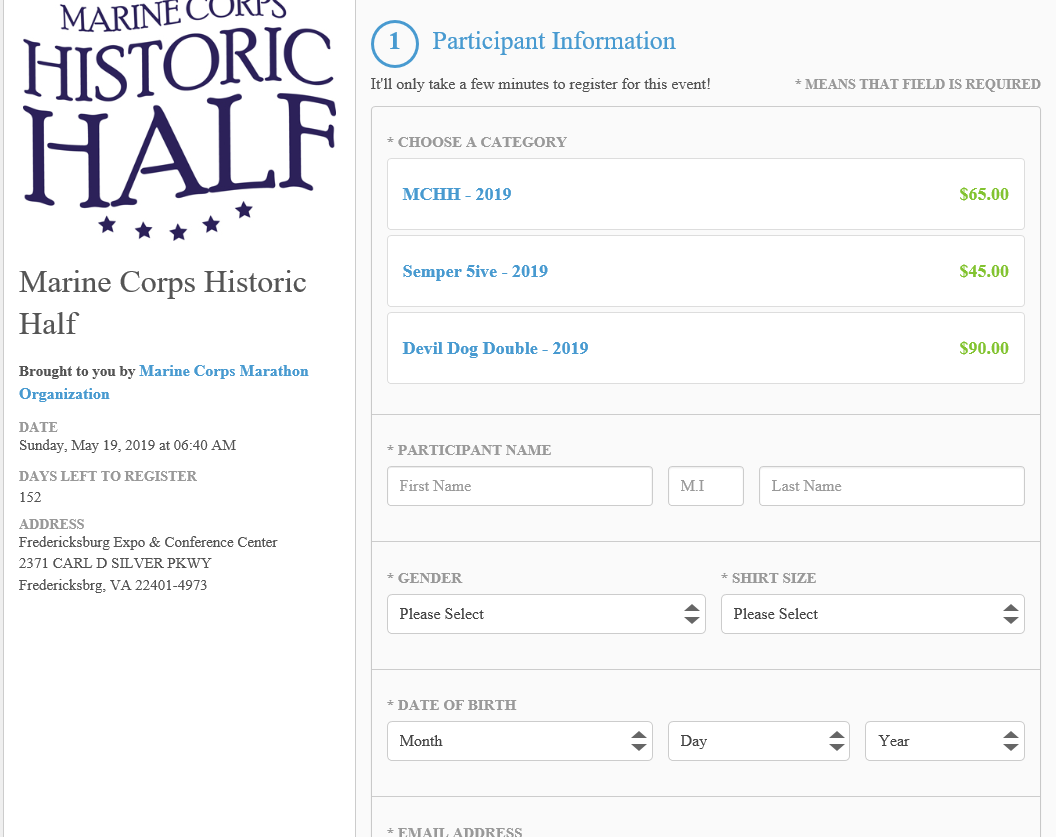 MARINE CORPS
HISTORIC
HALF
Marine Corps Historic
Half
Brought to you by Marine Corps Marathon
Organization
DATE
Sunday, May 19, 2019 at 06:40 AM
DAYS LEFT TO REGISTER
152
ADDRESS
Fredericksburg Expo & Conference Center
2371 CARL D SILVER PKWY
Fredericksbrg, VA 22401-4973
1 Participant Information
It'll only take a few minutes to register for this event! * MEANS THAT FIELD IS REQUIRED
* CHOOSE A CATEGORY
MCHH - 2019 $65.00
Semper 5ive - 2019 $45.00
Devil Dog Double - 2019 $90.00
* PARTICIPANT NAME
First Name M.I Last Name
* GENDER * SHIRT SIZE
Please Select Please Select
* DATE OF BIRTH
Month Day Year
* EMAIL ADDRESS